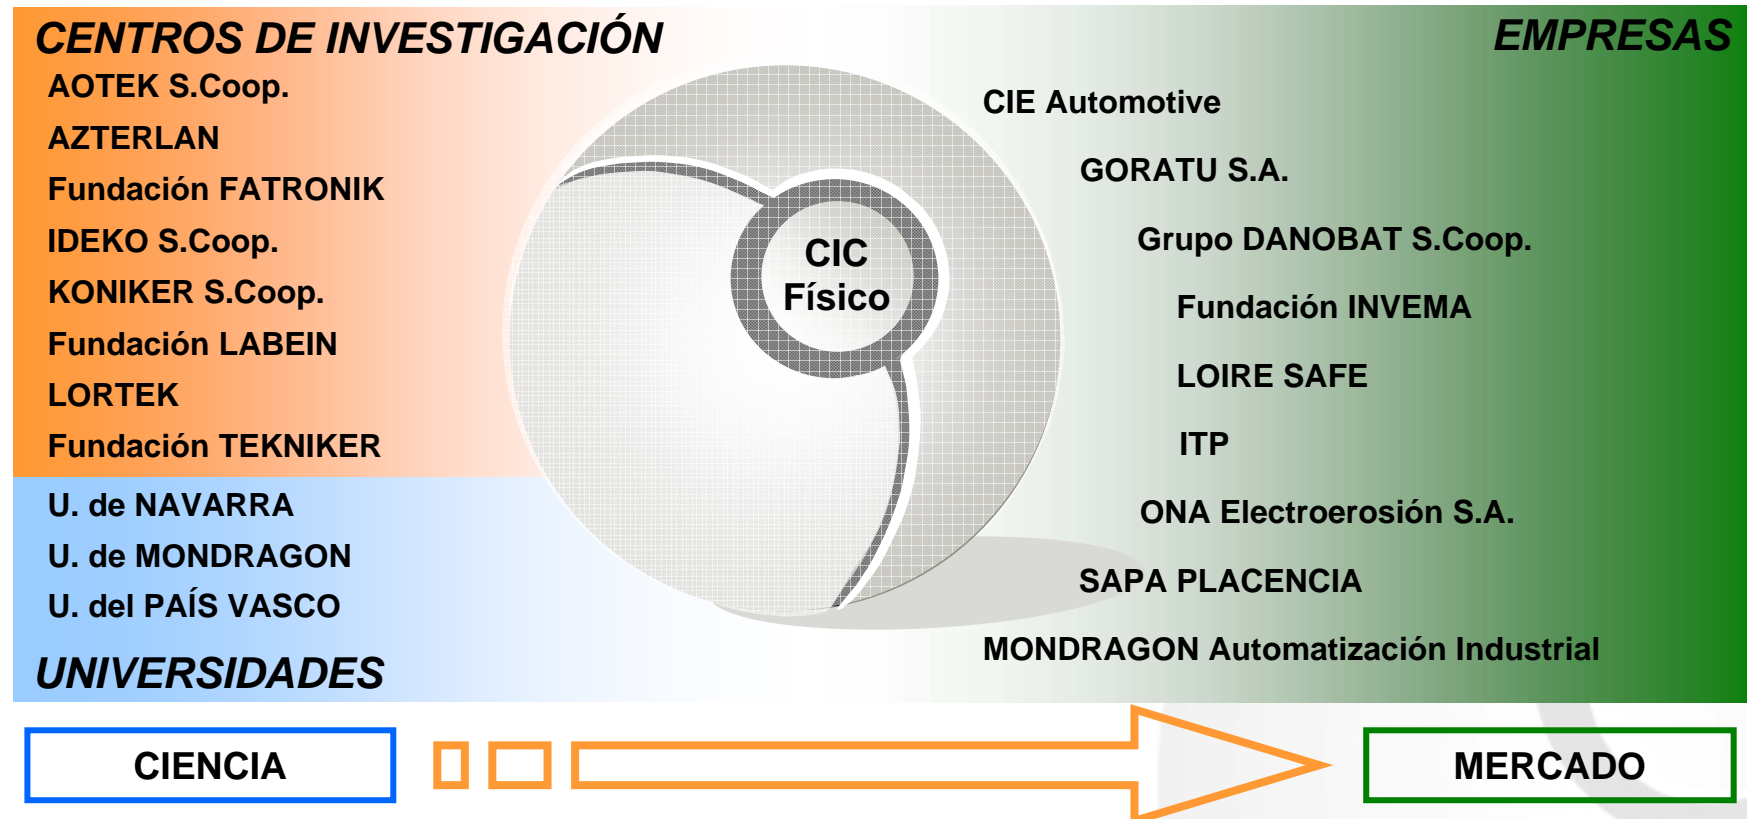 CENTROS DE INVESTIGACIÓN
AOTEK S.Coop.
AZTERLAN
Fundación FATRONIK
IDEKO S.Coop.
KONIKER S.Coop.
Fundación LABEIN
LORTEK
Fundación TEKNIKER
U. de NAVARRA
U. de MONDRAGON
U. del PAÍS VASCO
UNIVERSIDADES
CIC
Físico
EMPRESAS
CIE Automotive
GORATU S.A.
Grupo DANOBAT S.Coop.
Fundación INVEMA
LOIRE SAFE
ITP
ONA Electroerosión S.A.
SAPA PLACENCIA
MONDRAGON Automatización Industrial
CIENCIA
MERCADO